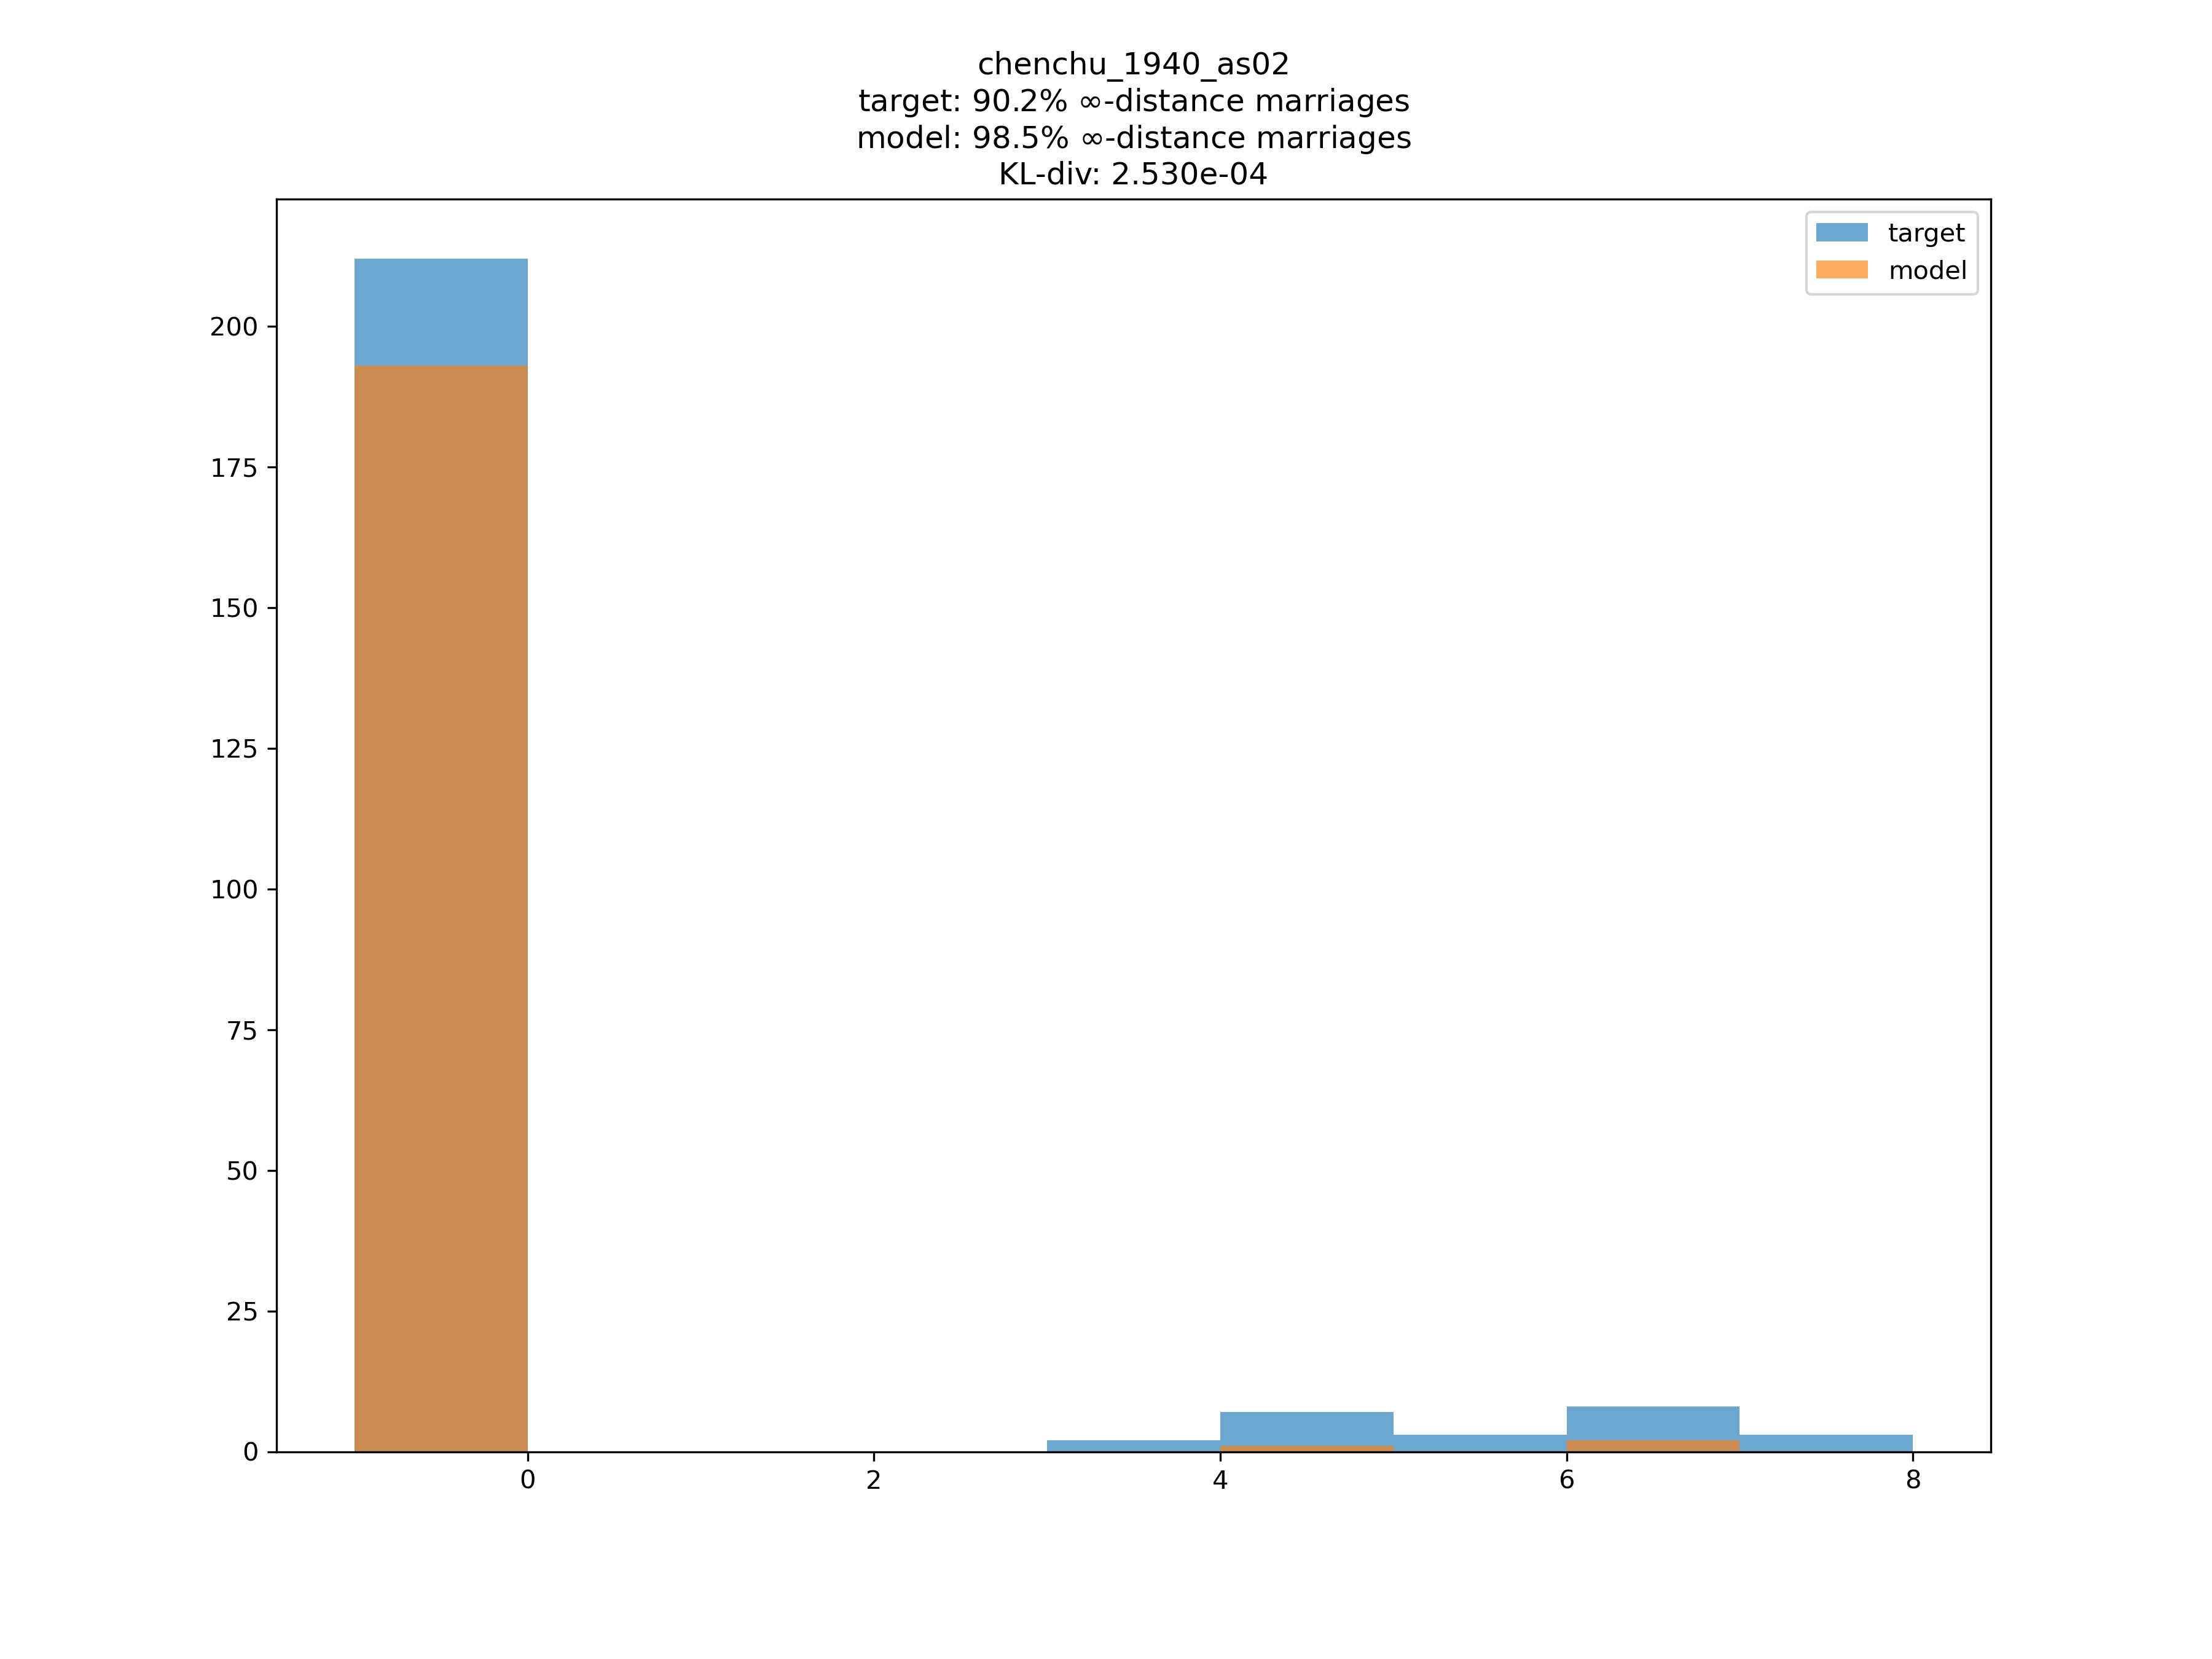 chenchu_1940_as02
target: 90.2% ∞-distance marriages
model: 98.5% ∞-distance marriages
KL-div: 2.530e-04
target
model
200
175
150
125
100
75
50
25
0
0 2 4 6 8